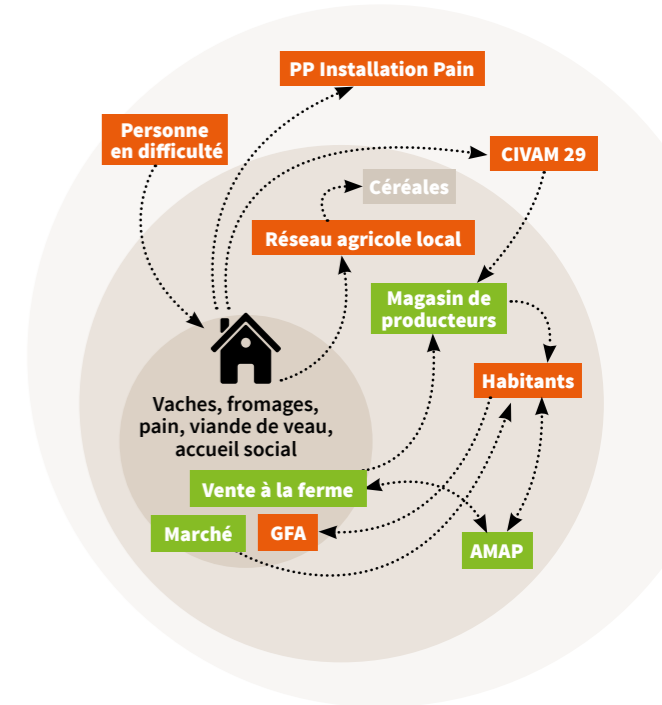 PP Installation Pain
Personne
en difficulté
CIVAM 29
Céréales
Réseau agricole local
Magasin de
producteurs
Habitants
Vaches, fromages,
pain, viande de veau,
accueil social
Vente à la ferme
Marché
GFA
AMAP